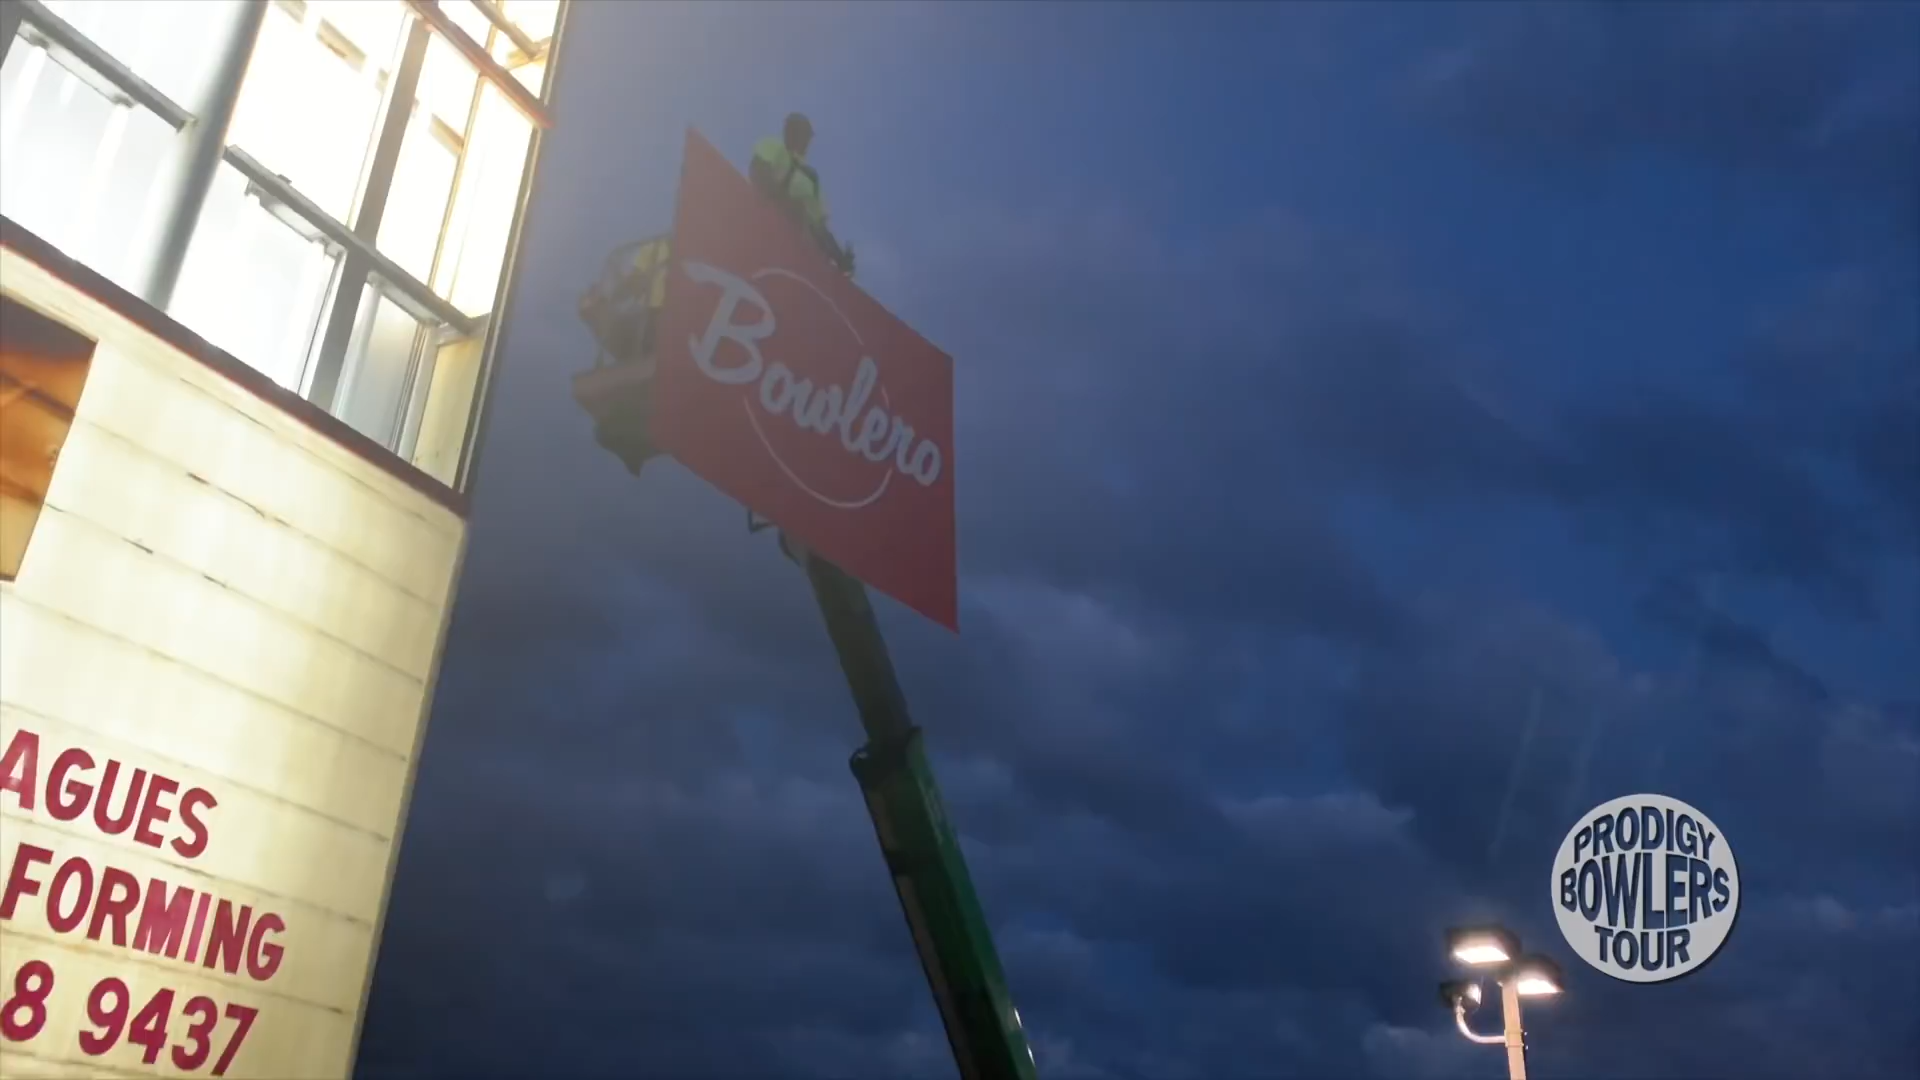 Bowlero
AGUES
FORMING
8 9437
PRODIGY
BOWLERS
TOUR